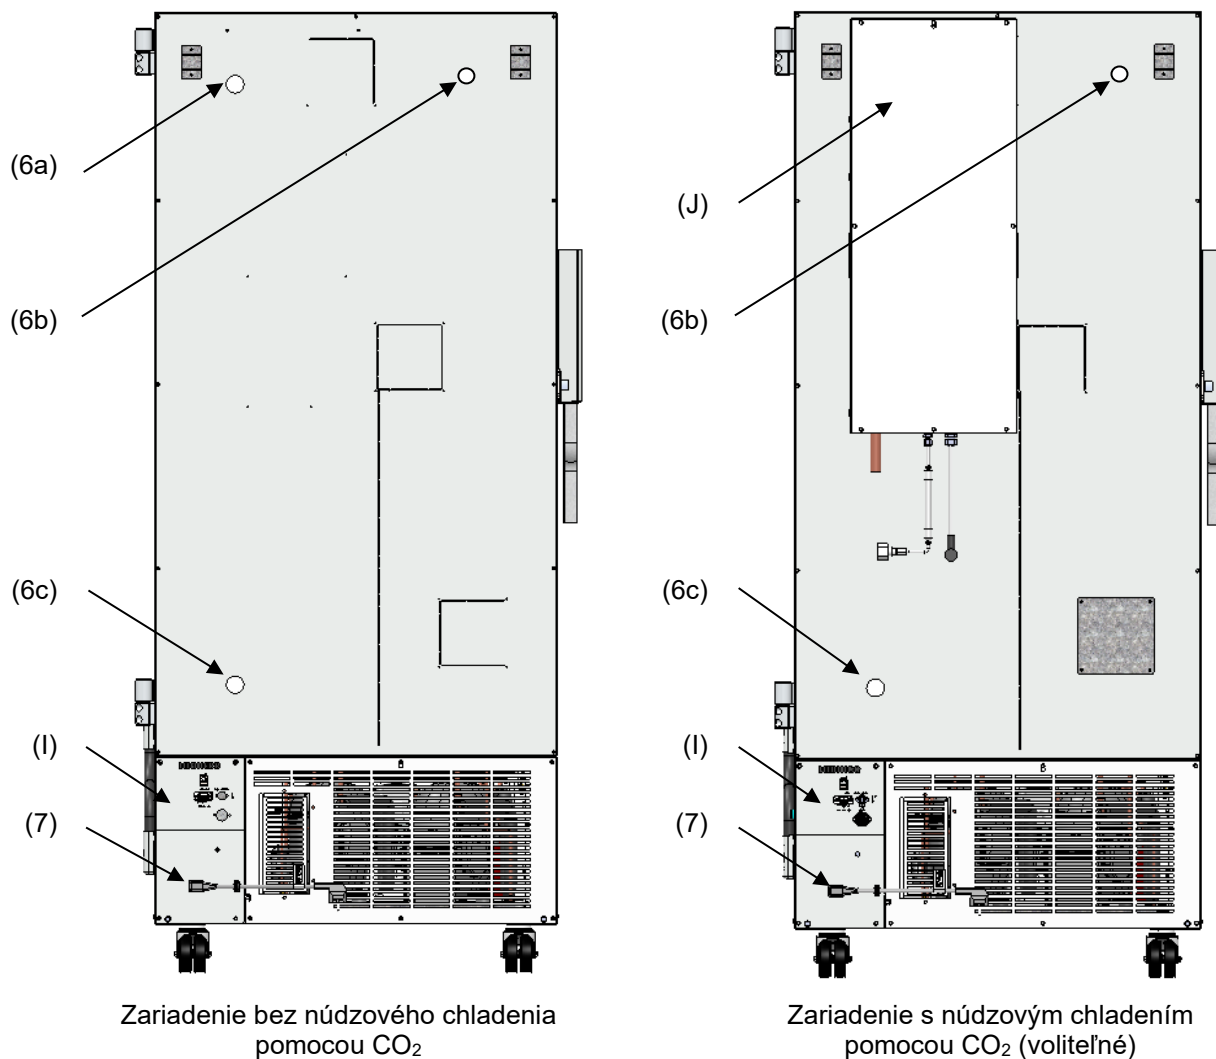 (6a)
(6b)
(6c)
(I)
(7)
Zariadenie bez núdzového chladenia
pomocou CO₂
(J)
(6b)
(6c)
(I)
(7)
Zariadenie s núdzovým chladením
pomocou CO₂ (voliteľné)